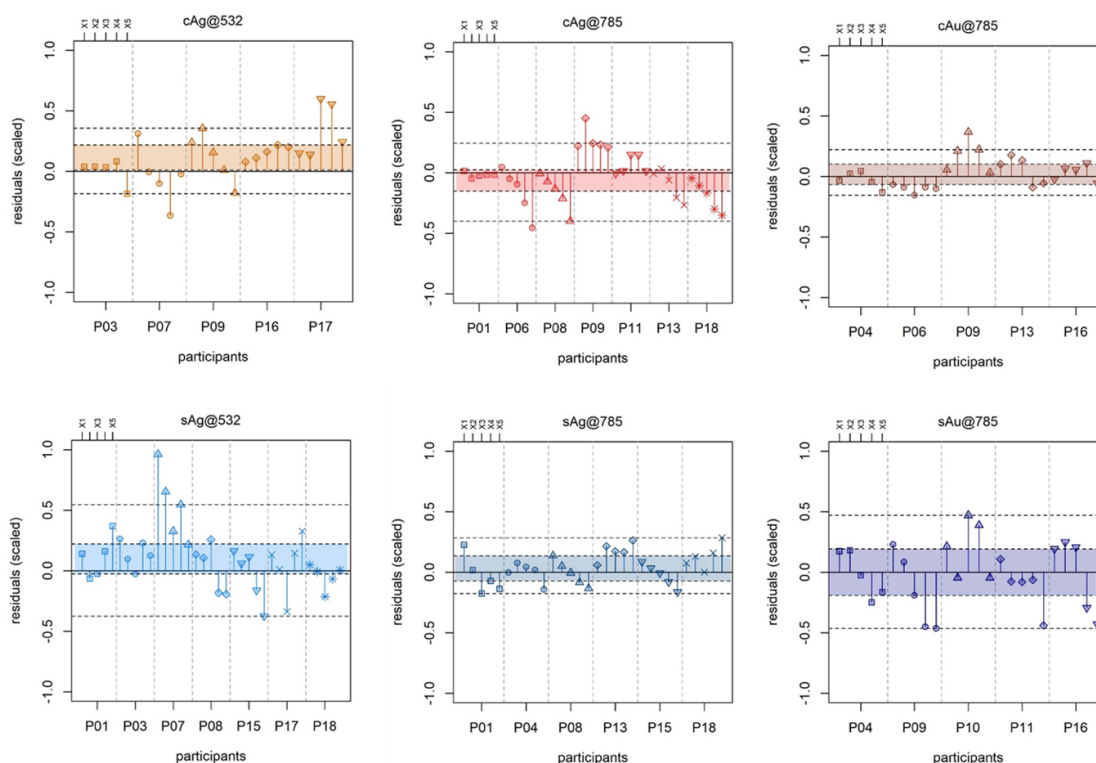 cAg@532
X1 X2 X3 X4 X5
residuals (scaled)
1.0
0.5
0.0
-0.5
-1.0
P03 P07 P09 P16 P17
participants
cAg@785
X1 X3 X5
residuals (scaled)
1.0
0.5
0.0
-0.5
-1.0
P01 P06 P08 P09 P11 P13 P18
participants
cAu@785
X1 X2 X3 X4 X5
residuals (scaled)
1.0
0.5
0.0
-0.5
-1.0
P04 P06 P09 P13 P16
participants
sAg@532
X1 X3 X5
residuals (scaled)
1.0
0.5
0.0
-0.5
-1.0
P01 P03 P07 P08 P15 P17 P18
participants
sAg@785
X1 X2 X3 X4 X5
residuals (scaled)
1.0
0.5
0.0
-0.5
-1.0
P01 P04 P08 P13 P15 P18
participants
sAu@785
X1 X2 X3 X4 X5
residuals (scaled)
1.0
0.5
0.0
-0.5
-1.0
P04 P09 P10 P11 P16
participants